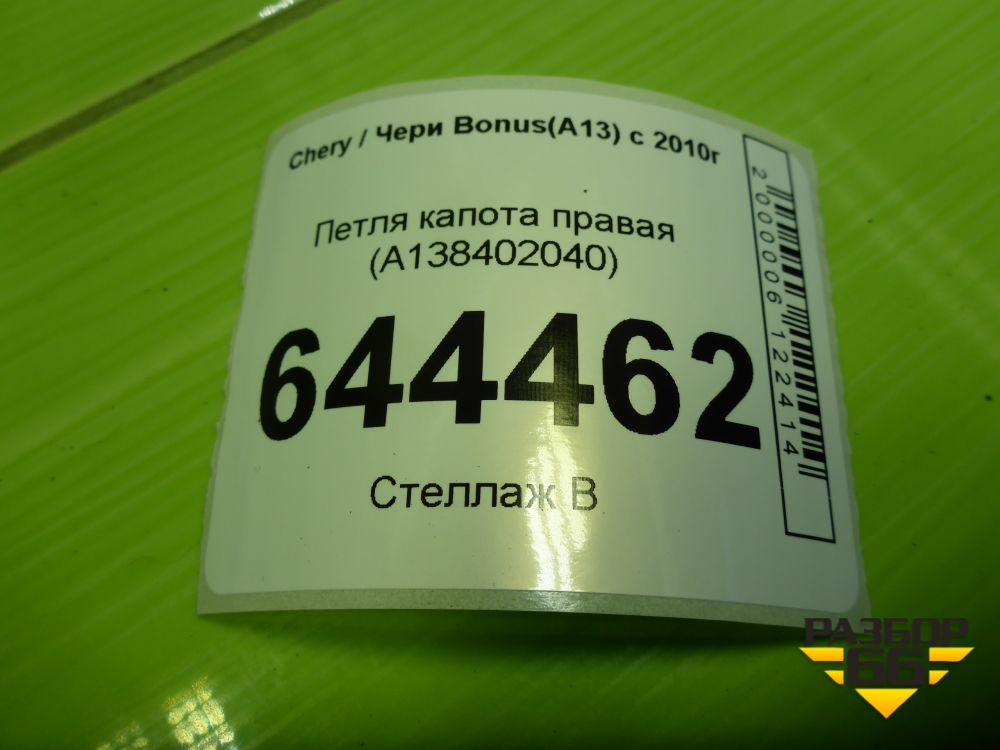 Chery / Чери Bonus(A13) с 2010г
Петля капота правая
(A138402040)
644462
Стеллаж В
2000006122414
РАЗБОР
66